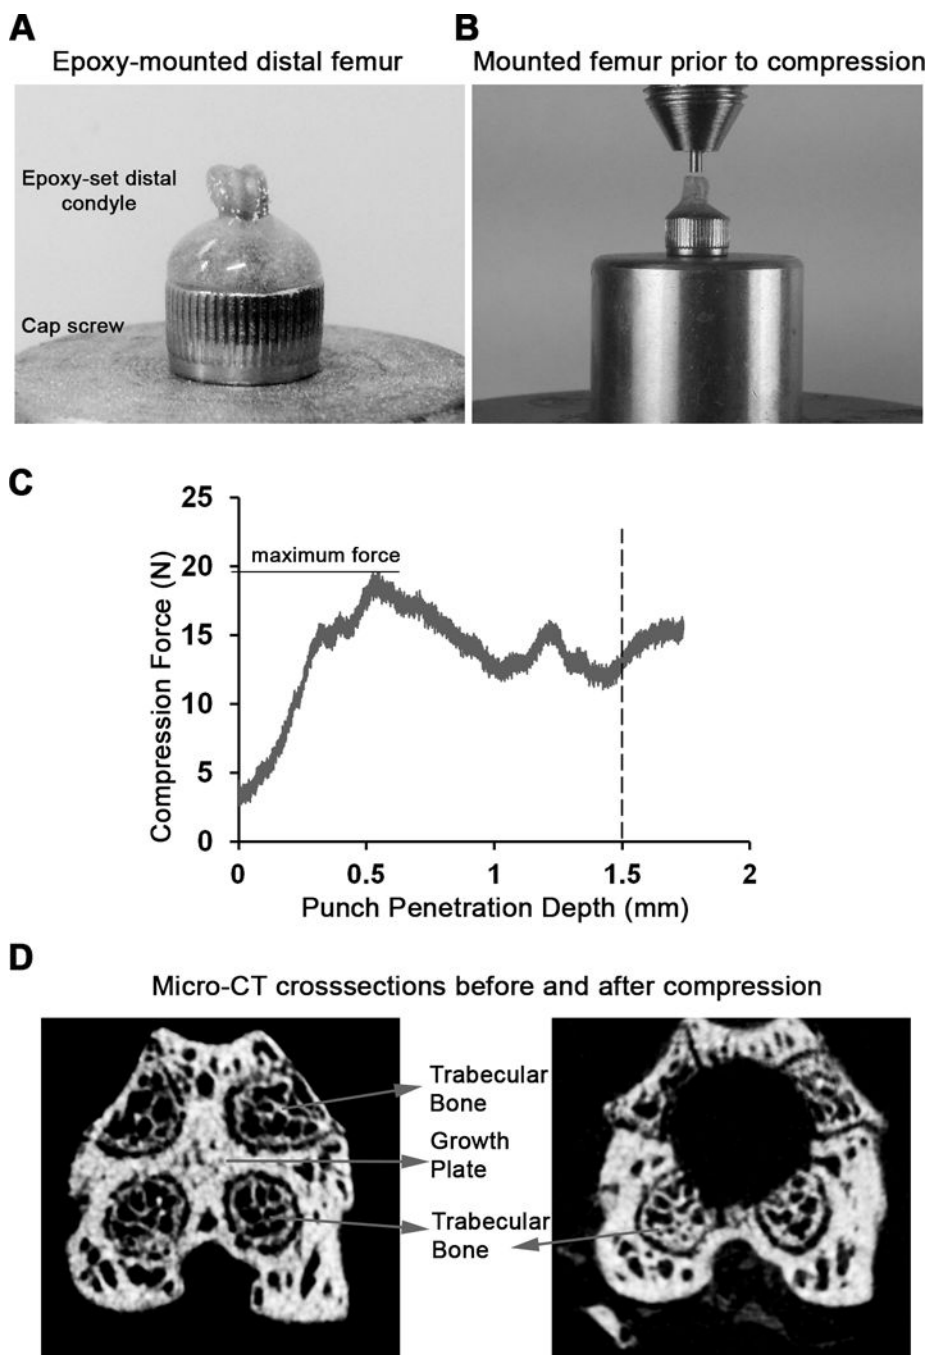 A
Epoxy-mounted distal femur
Epoxy-set distal
condyle
Cap screw
B
Mounted femur prior to compression
C
25
20
15
10
5
0
Compression Force (N)
maximum force
0 0.5 1 1.5 2
Punch Penetration Depth (mm)
D
Micro-CT crosssections before and after compression
Trabecular
Bone
Growth
Plate
Trabecular
Bone